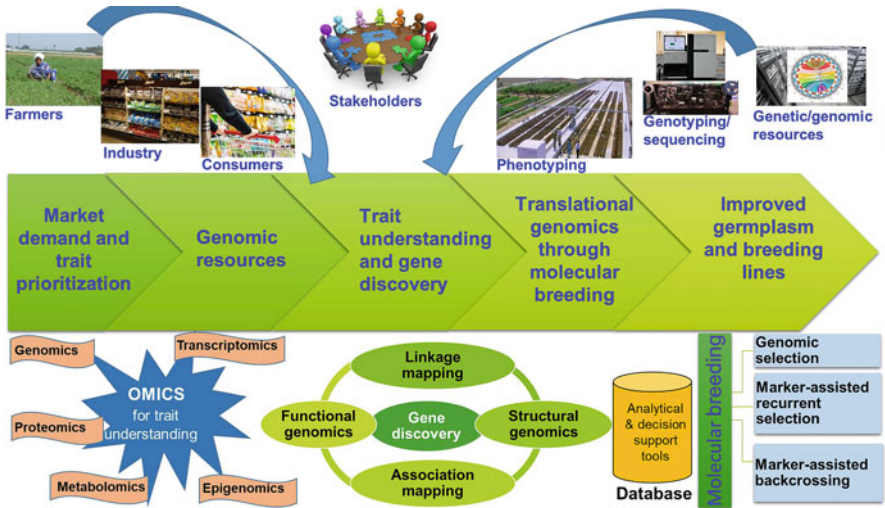 Farmers
Industry
Consumers
Stakeholders
Phenotyping
Genotyping/
sequencing
Genetic/genomic
resources
Market
demand and
trait
prioritization
Genomic
resources
Trait
understanding
and gene
discovery
Translational
genomics
through
molecular
breeding
Improved
germplasm
and breeding
lines
Genomics
Transcriptomics
OMICS
for trait
understanding
Proteomics
Metabolomics
Epigenomics
Linkage
mapping
Functional
genomics
Gene
discovery
Structural
genomics
Association
mapping
Analytical
& decision
support
tools
Database
Molecular breeding
Genomic
selection
Marker-assisted
recurrent
selection
Marker-assisted
backcrossing